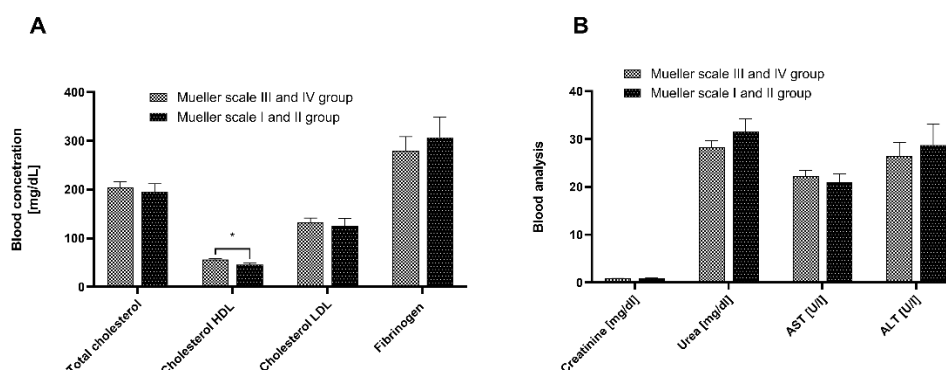 A
Mueller scale III and IV group
Mueller scale I and II group
Blood concetration
[mg/dL]
400
300
200
100
0
*
Total cholesterol
Cholesterol HDL
Cholesterol LDL
Fibrinogen
B
Mueller scale III and IV group
Mueller scale I and II group
Blood analysis
40
30
20
10
0
Creatinine [mg/dl]
Urea [mg/dl]
AST [U/l]
ALT [U/l]